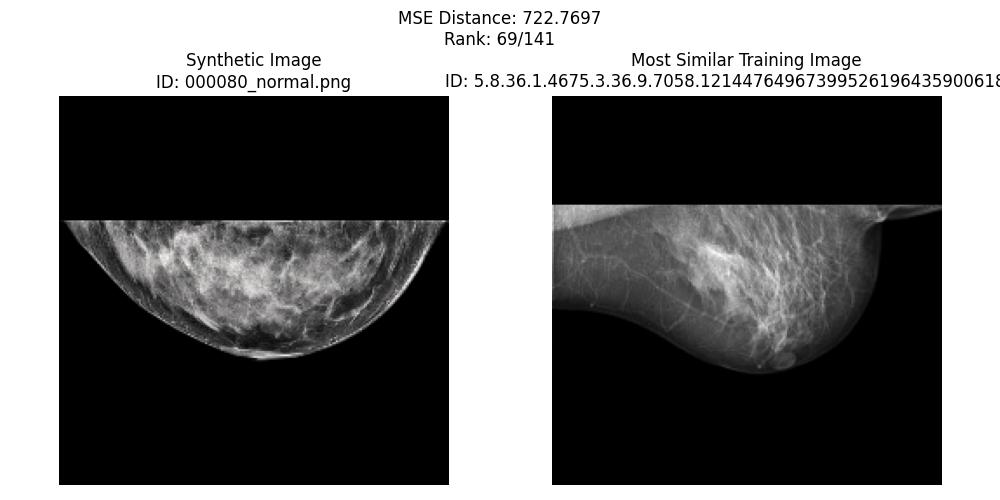 MSE Distance: 722.7697
Rank: 69/141
Synthetic Image
ID: 000080_normal.png
Most Similar Training Image
ID: 5.8.36.1.4675.3.36.9.7058.12144764967399526196435900618